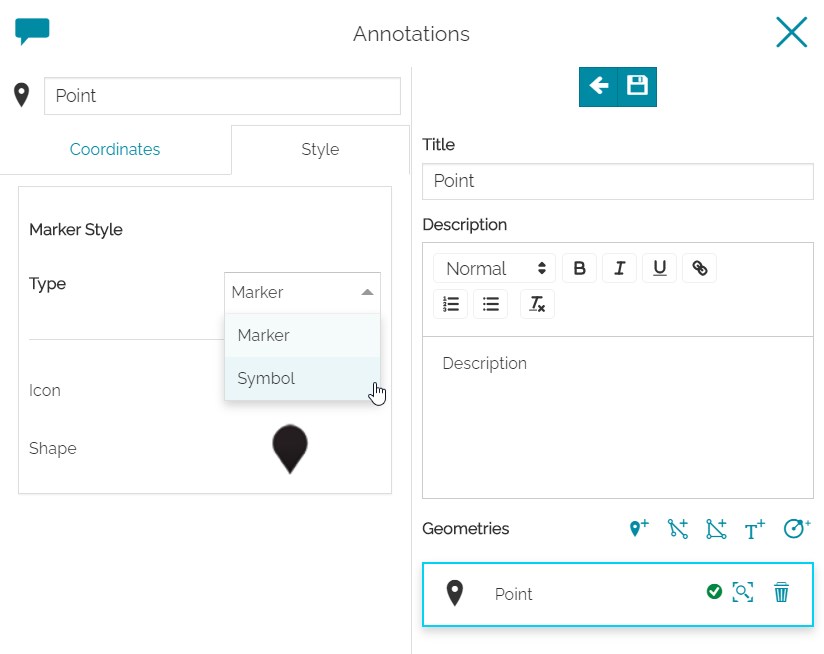 Annotations
Point
Coordinates
Style
Marker Style
Type
Marker
Marker
Symbol
Icon
Shape
Title
Point
Description
Normal
B I U
Description
Geometries
Point